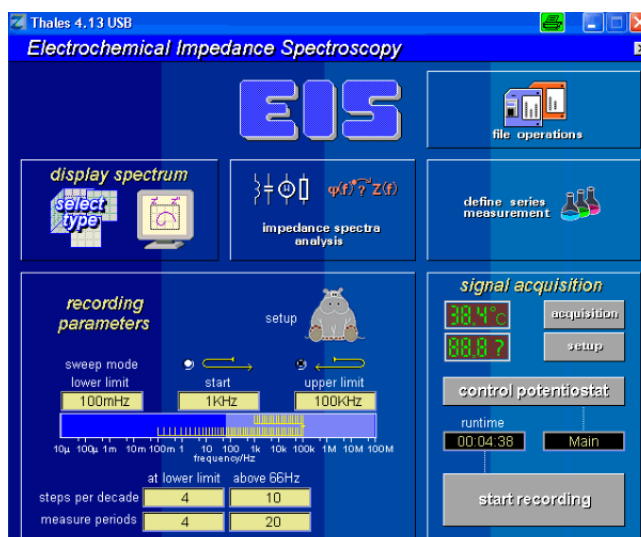 Thales 4.13 USB
Electrochemical Impedance Spectroscopy
EIS
file operations
display spectrum
select
type
φ(f)*?Z(f)
impedance spectra
analysis
define series
measurement
recording
parameters
setup
sweep mode
lower limit
start
upper limit
100mHz
1KHz
100KHz
10µ 100µ 1m 10m 100m 1 10 100 1k 10k 100k 1M 10M 100M
frequency/Hz
at lower limit
above 66Hz
steps per decade
4
10
measure periods
4
20
signal acquisition
38.4°C
acquisition
88.8 ?
setup
control potentiostat
runtime
00:04:38
Main
start recording